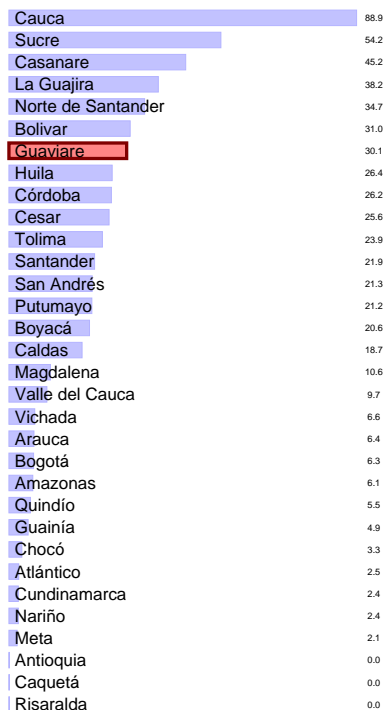 Cauca 88.9
Sucre 54.2
Casanare 45.2
La Guajira 38.2
Norte de Santander 34.7
Bolivar 31.0
Guaviare 30.1
Huila 26.4
Córdoba 26.2
Cesar 25.6
Tolima 23.9
Santander 21.9
San Andrés 21.3
Putumayo 21.2
Boyacá 20.6
Caldas 18.7
Magdalena 10.6
Valle del Cauca 9.7
Vichada 6.6
Arauca 6.4
Bogotá 6.3
Amazonas 6.1
Quindío 5.5
Guainía 4.9
Chocó 3.3
Atlántico 2.5
Cundinamarca 2.4
Nariño 2.4
Meta 2.1
Antioquia 0.0
Caquetá 0.0
Risaralda 0.0